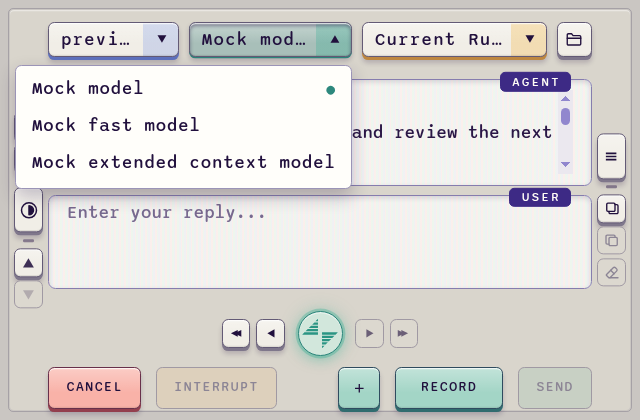 previ…
Mock mod…
Current Ru…
Mock model
Mock fast model
Mock extended context model
AGENT
and review the next
USER
Enter your reply...
CANCEL
INTERRUPT
+
RECORD
SEND